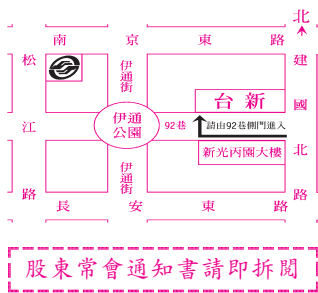 北
南京東路
松江路
伊通街
建國北路
台新
伊通公園
92巷
請由92巷側門進入
新光丙園大樓
伊通街
長安東路
股東常會通知書請即拆閱